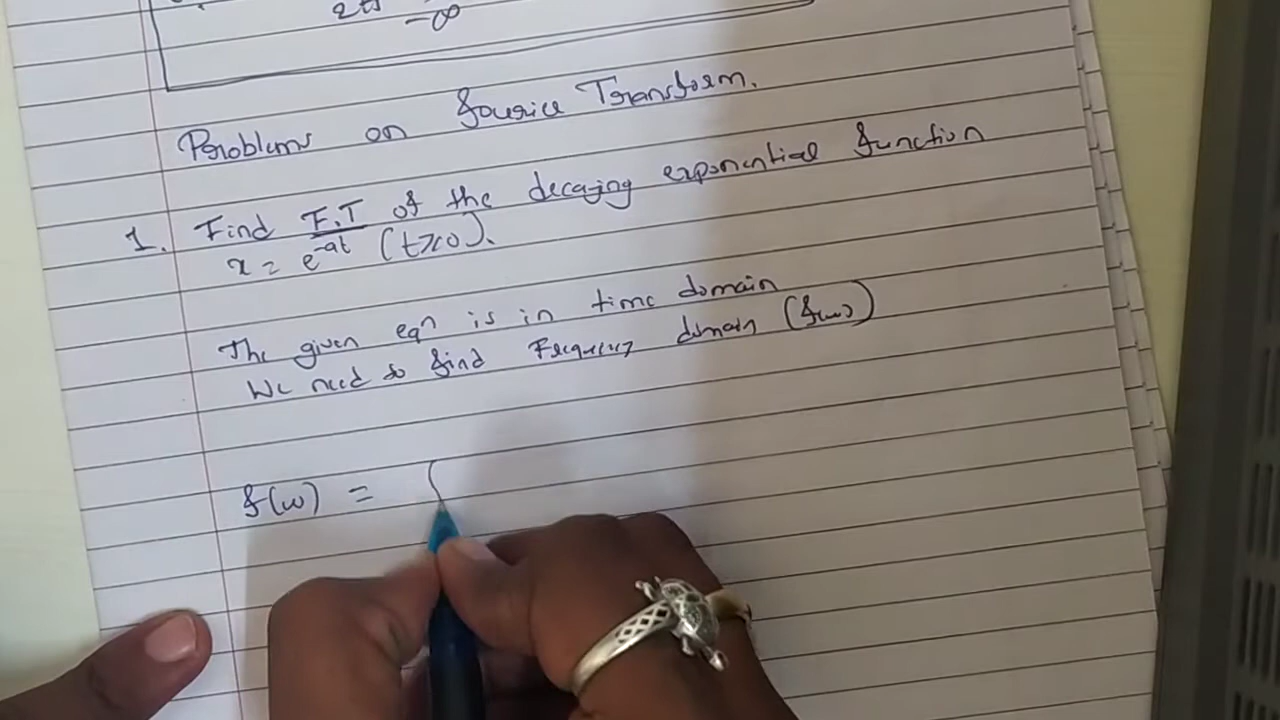 2π -∞
Problems on fourier Transform.
1. Find F.T of the decaying exponential function
x = e^-at (t≥0).
The given eqn is in time domain
We need to find Frequency domain (f(ω))
f(ω) = ∫